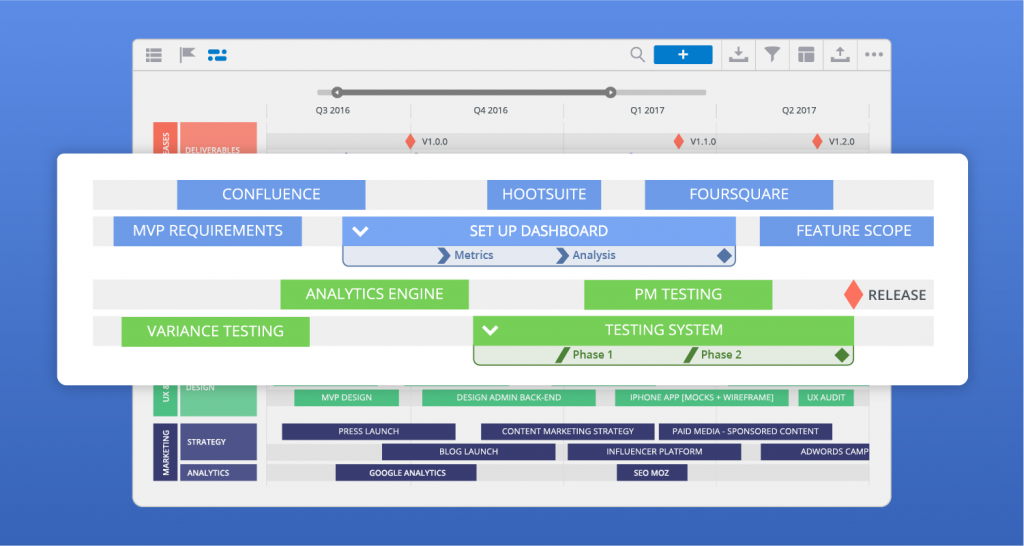 Q3 2016 Q4 2016 Q1 2017 Q2 2017
DELIVERABLES V1.0.0 V1.1.0 V1.2.0
CONFLUENCE HOOTSUITE FOURSQUARE
MVP REQUIREMENTS SET UP DASHBOARD FEATURE SCOPE
Metrics Analysis
ANALYTICS ENGINE PM TESTING RELEASE
VARIANCE TESTING TESTING SYSTEM
Phase 1 Phase 2
UX &
DESIGN
MVP DESIGN DESIGN ADMIN BACK-END IPHONE APP [MOCKS + WIREFRAME] UX AUDIT
MARKETING
STRATEGY
PRESS LAUNCH CONTENT MARKETING STRATEGY PAID MEDIA - SPONSORED CONTENT
BLOG LAUNCH INFLUENCER PLATFORM ADWORDS CAMP
ANALYTICS GOOGLE ANALYTICS SEO MOZ